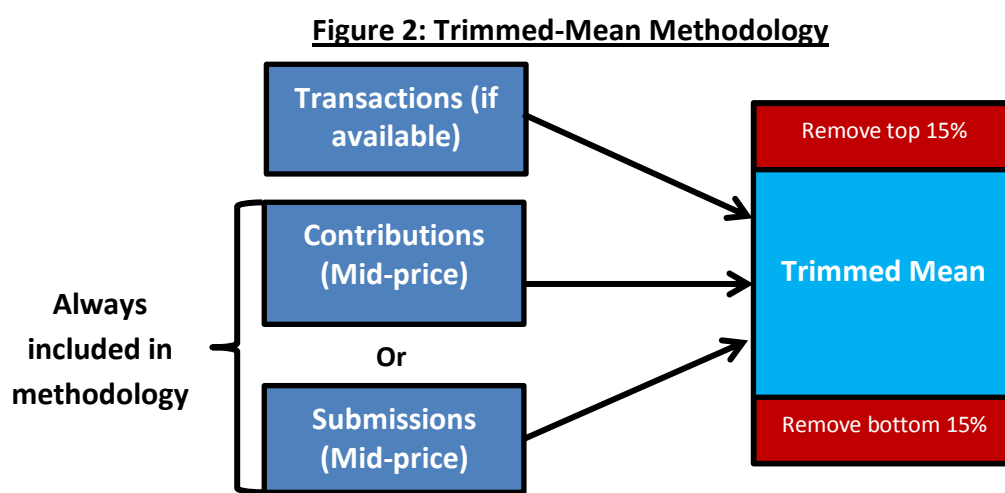 Figure 2: Trimmed-Mean Methodology
Transactions (if
available)
Remove top 15%
Contributions
(Mid-price)
Trimmed Mean
Always
included in
methodology
Or
Submissions
(Mid-price)
Remove bottom 15%